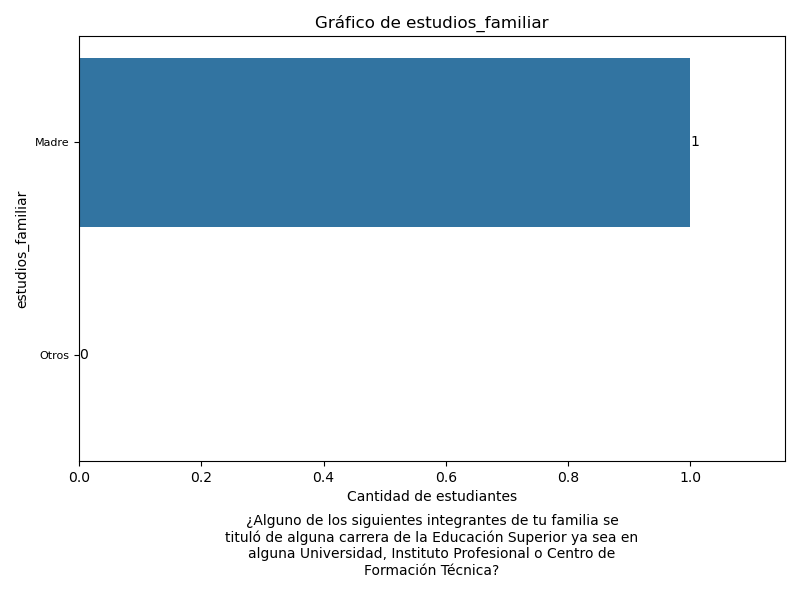 Gráfico de estudios_familiar
estudios_familiar
Madre
1
Otros
0
0.0
0.2
0.4
0.6
0.8
1.0
Cantidad de estudiantes
¿Alguno de los siguientes integrantes de tu familia se
tituló de alguna carrera de la Educación Superior ya sea en
alguna Universidad, Instituto Profesional o Centro de
Formación Técnica?